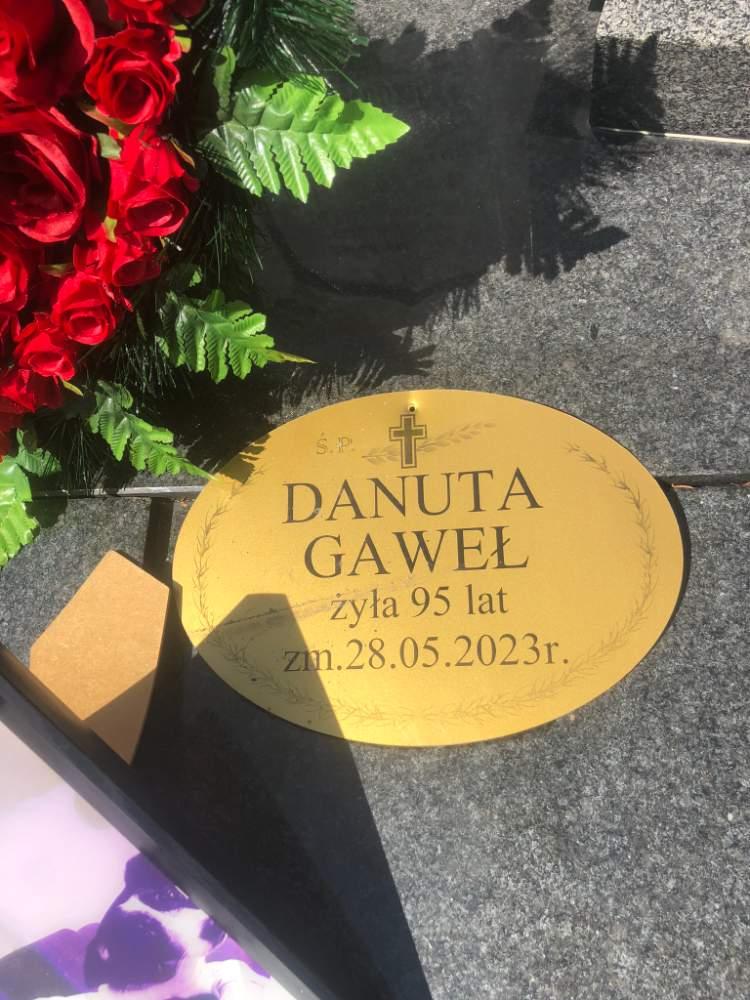 Ś.P.
DANUTA
GAWEŁ
żyła 95 lat
zm.28.05.2023r.